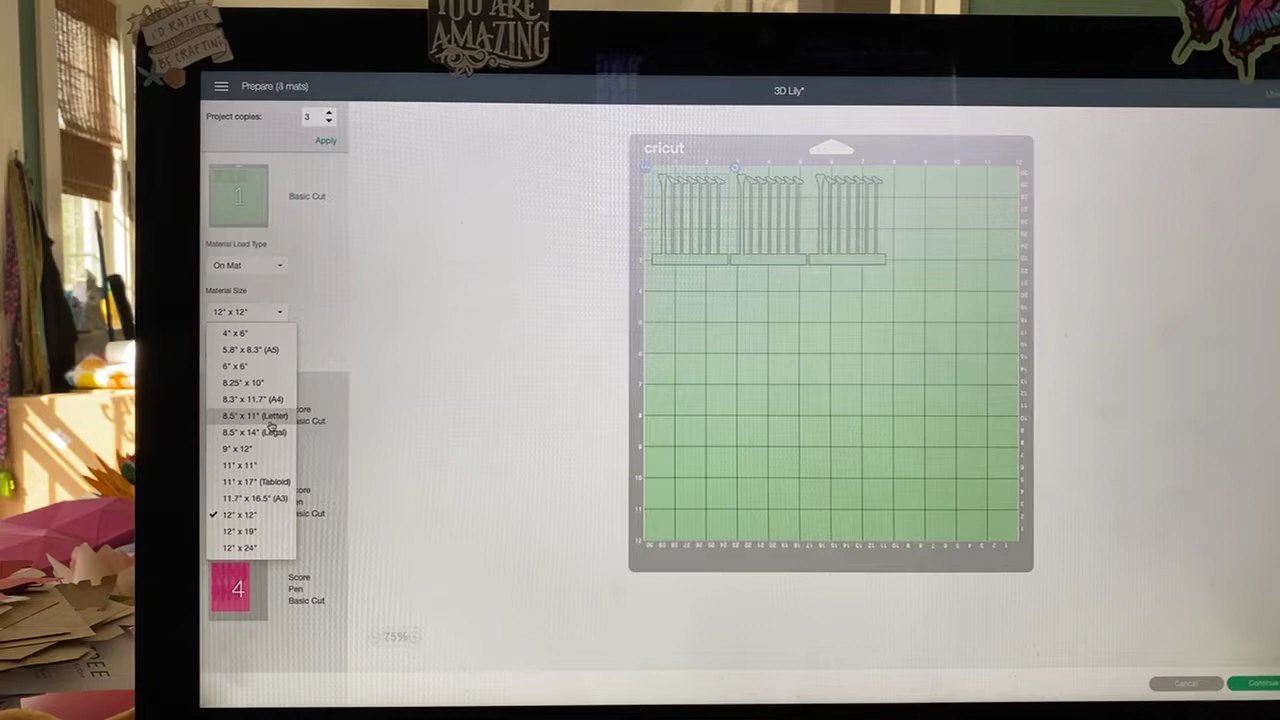 I'D RATHER
BE CRAFTING
YOU ARE
AMAZING
Prepare (4 mats)
3D Lily*
Project copies:
3
Apply
1
Basic Cut
Material Load Type
On Mat
Material Size
12" x 12"
4" x 6"
5.8" x 8.3" (A5)
6" x 6"
8.25" x 10"
8.3" x 11.7" (A4)
8.5" x 11" (Letter)
8.5" x 14" (Legal)
9" x 12"
11" x 11"
11" x 17" (Tabloid)
11.7" x 16.5" (A3)
12" x 12"
12" x 19"
12" x 24"
4
Score
Pen
Basic Cut
75%
cricut
Cancel
Continue